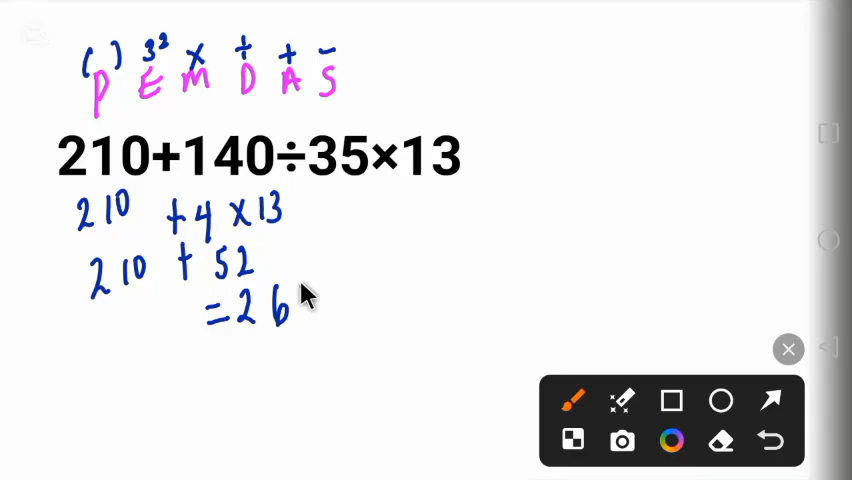 ( ) 3² × ÷ + −
P E M D A S
210+140÷35×13
210 + 4 × 13
210 + 52
= 26